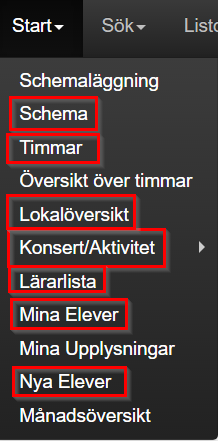 Start Sök Listo
Schemaläggning
Schema
Timmar
Översikt över timmar
Lokalöversikt
Konsert/Aktivitet
Lärarlista
Mina Elever
Mina Upplysningar
Nya Elever
Månadsöversikt